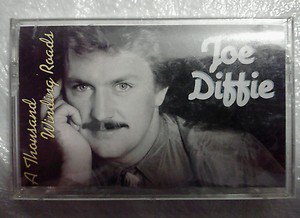 Joe
Diffie
A Thousand
Winding Roads